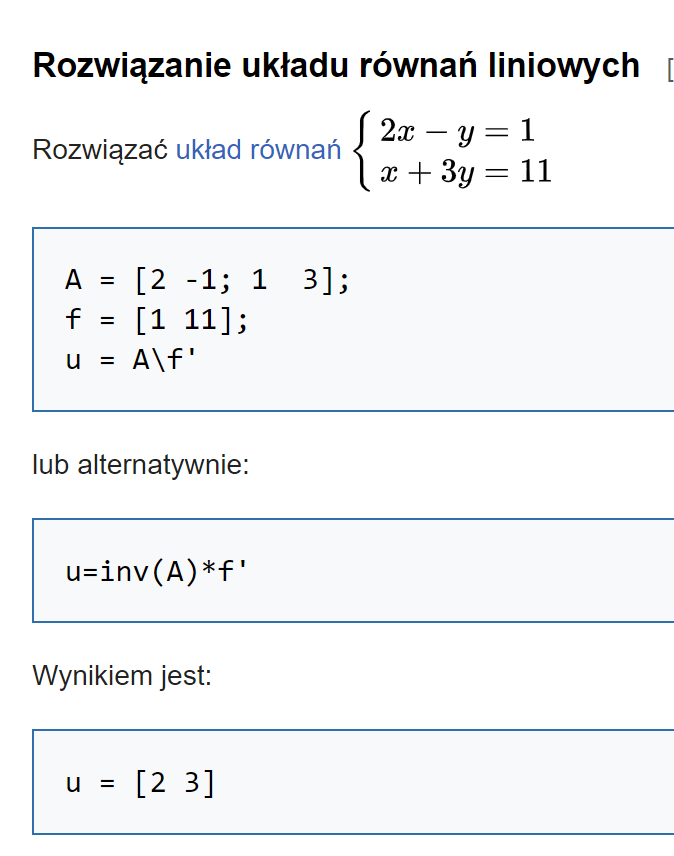 Rozwiązanie układu równań liniowych [
Rozwiązać układ równań { 2x − y = 1
x + 3y = 11
A = [2 -1; 1  3];
f = [1 11];
u = A\f'
lub alternatywnie:
u=inv(A)*f'
Wynikiem jest:
u = [2 3]